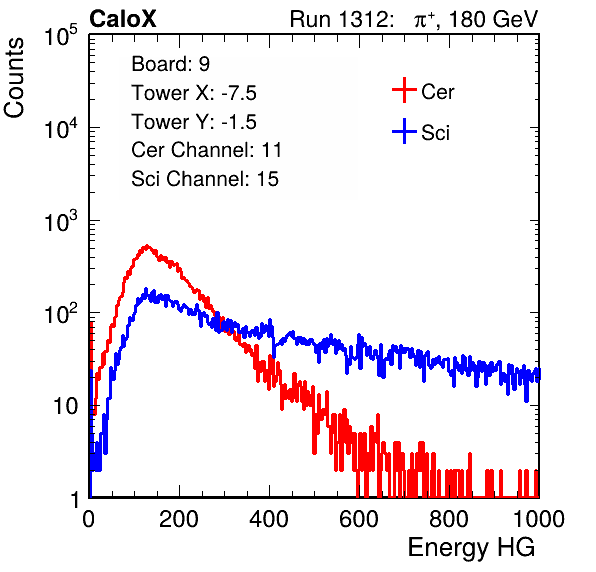 CaloX Run 1312: π⁺, 180 GeV
Counts
10⁵
10⁴
10³
10²
10
1
Board: 9
Tower X: -7.5
Tower Y: -1.5
Cer Channel: 11
Sci Channel: 15
Cer
Sci
0 200 400 600 800 1000
Energy HG